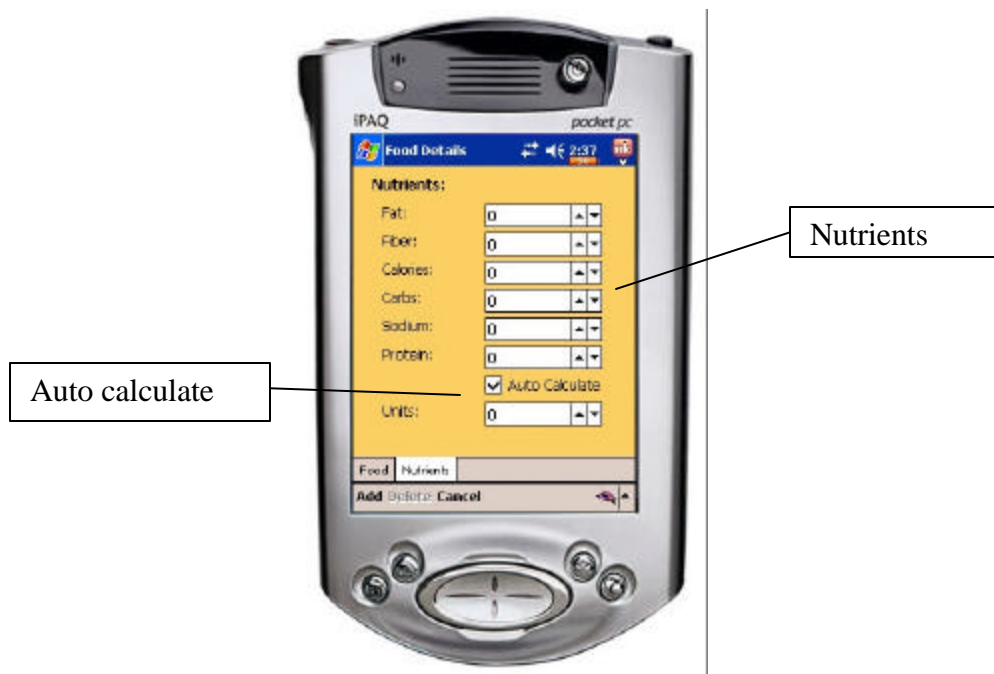 iPAQ pocket pc
Food Details 2:37
Nutrients:
Fat: 0
Fiber: 0
Calories: 0
Carbs: 0
Sodium: 0
Protein: 0
Auto Calculate
Units: 0
Food Nutrients
Add Delete Cancel
Nutrients
Auto calculate